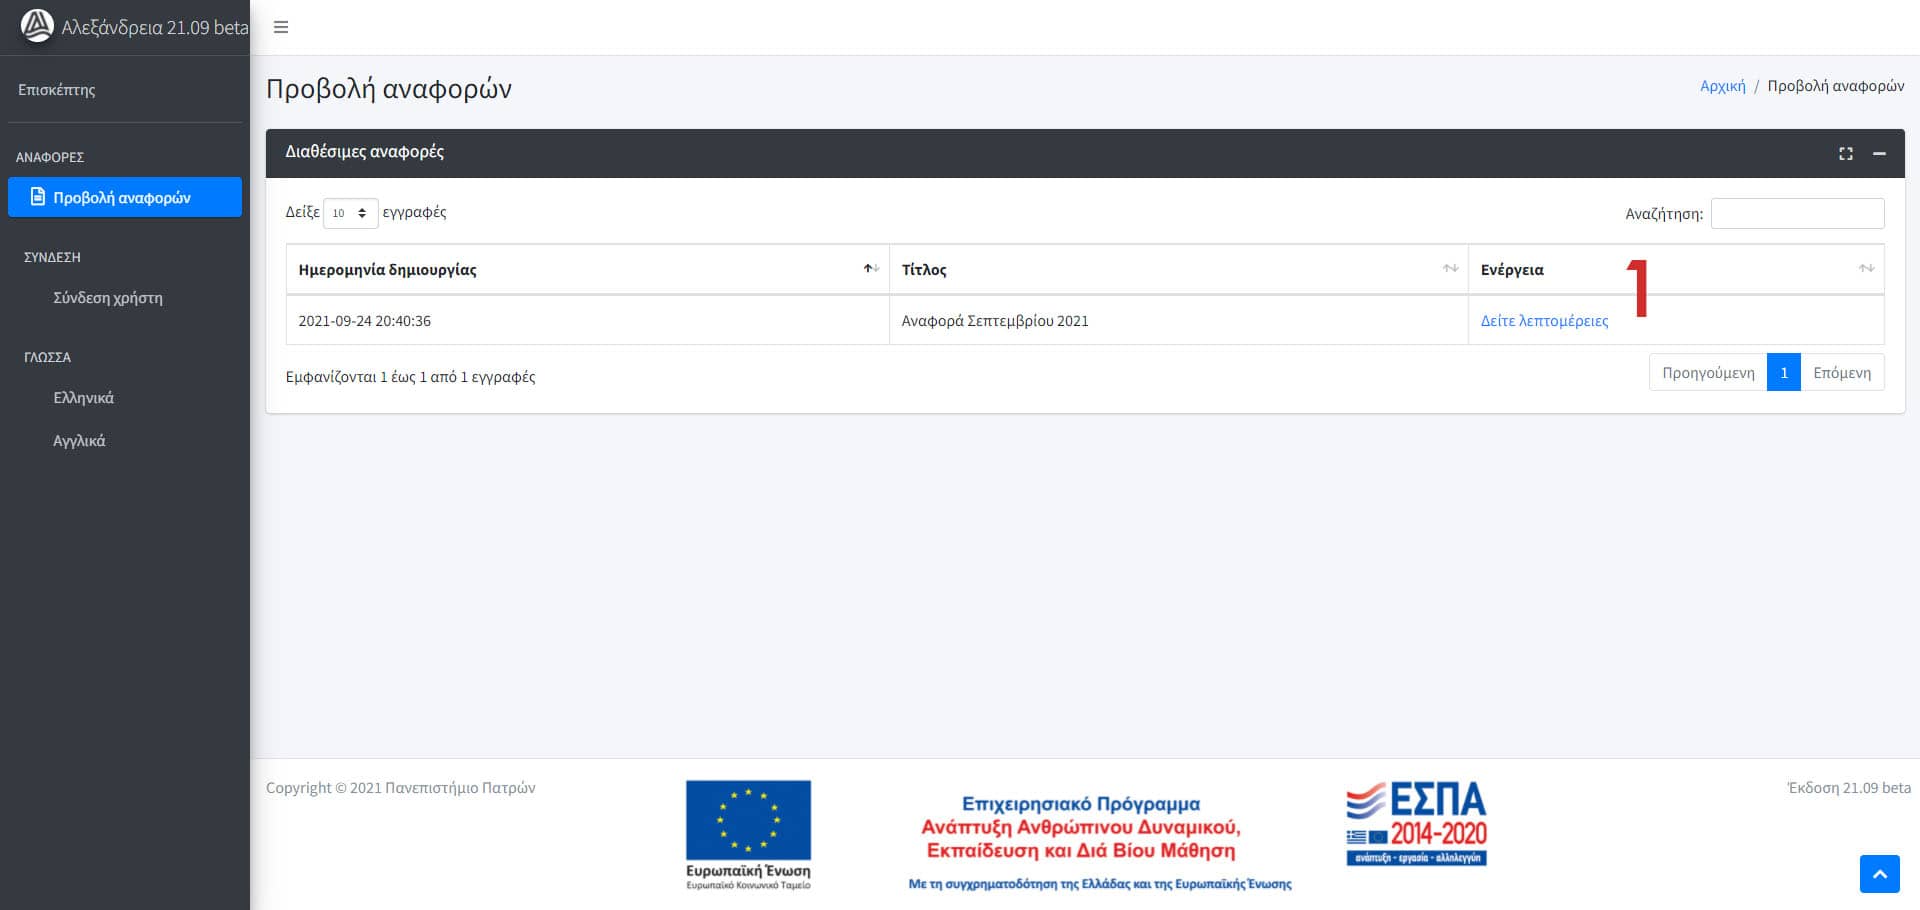 Αλεξάνδρεια 21.09 beta
Επισκέπτης
ΑΝΑΦΟΡΕΣ
Προβολή αναφορών
ΣΥΝΔΕΣΗ
Σύνδεση χρήστη
ΓΛΩΣΣΑ
Ελληνικά
Αγγλικά
Προβολή αναφορών
Αρχική / Προβολή αναφορών
Διαθέσιμες αναφορές
Δείξε 10 εγγραφές
Αναζήτηση:
Ημερομηνία δημιουργίας Τίτλος Ενέργεια 1
2021-09-24 20:40:36 Αναφορά Σεπτεμβρίου 2021 Δείτε λεπτομέρειες
Εμφανίζονται 1 έως 1 από 1 εγγραφές
Προηγούμενη 1 Επόμενη
Copyright © 2021 Πανεπιστήμιο Πατρών
Ευρωπαϊκή Ένωση
Ευρωπαϊκό Κοινωνικό Ταμείο
Επιχειρησιακό Πρόγραμμα
Ανάπτυξη Ανθρώπινου Δυναμικού,
Εκπαίδευση και Διά Βίου Μάθηση
Με τη συγχρηματοδότηση της Ελλάδας και της Ευρωπαϊκής Ένωσης
ΕΣΠΑ
2014-2020
ανάπτυξη - εργασία - αλληλεγγύη
Έκδοση 21.09 beta